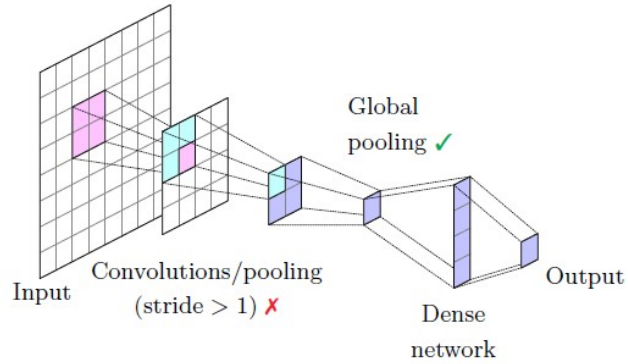 Global
pooling ✓
Convolutions/pooling
(stride > 1) ✗
Input
Output
Dense
network